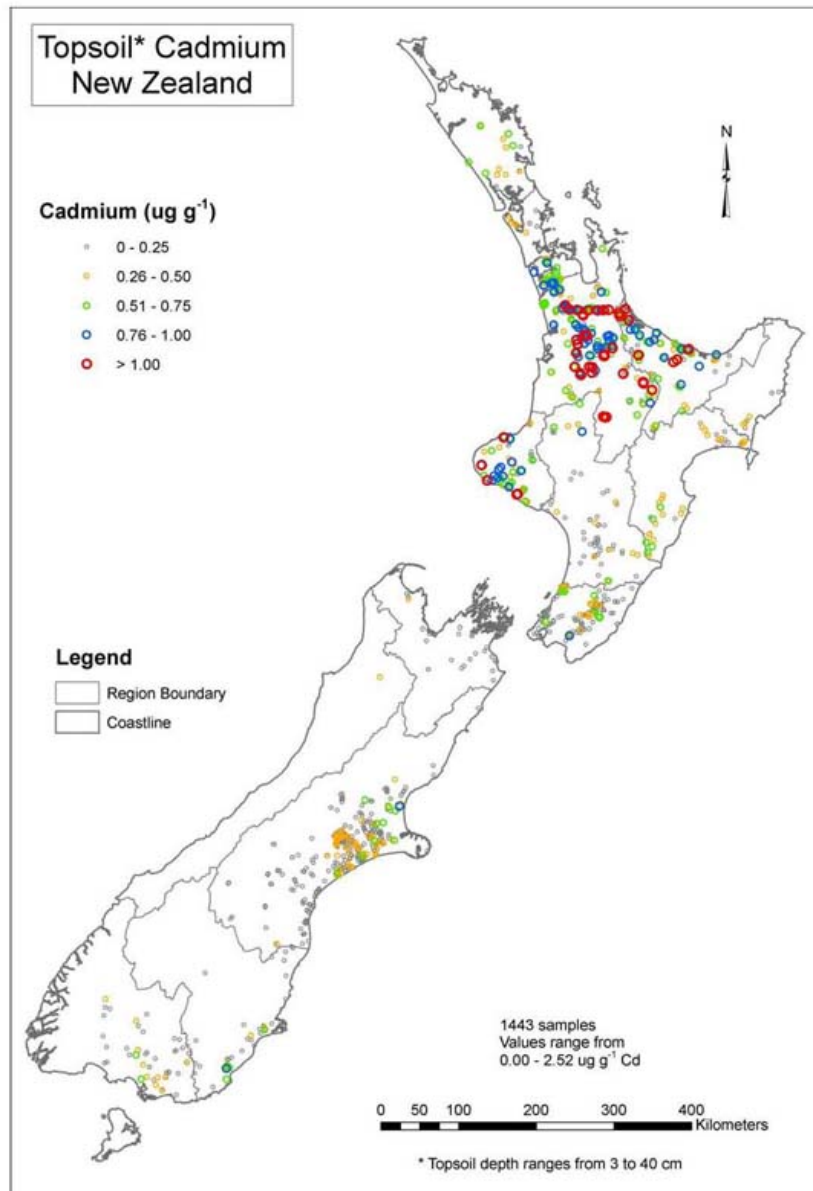 Topsoil* Cadmium
New Zealand
N
Cadmium (ug g⁻¹)
0 - 0.25
0.26 - 0.50
0.51 - 0.75
0.76 - 1.00
> 1.00
Legend
Region Boundary
Coastline
1443 samples
Values range from
0.00 - 2.52 ug g⁻¹ Cd
0 50 100 200 300 400
Kilometers
* Topsoil depth ranges from 3 to 40 cm